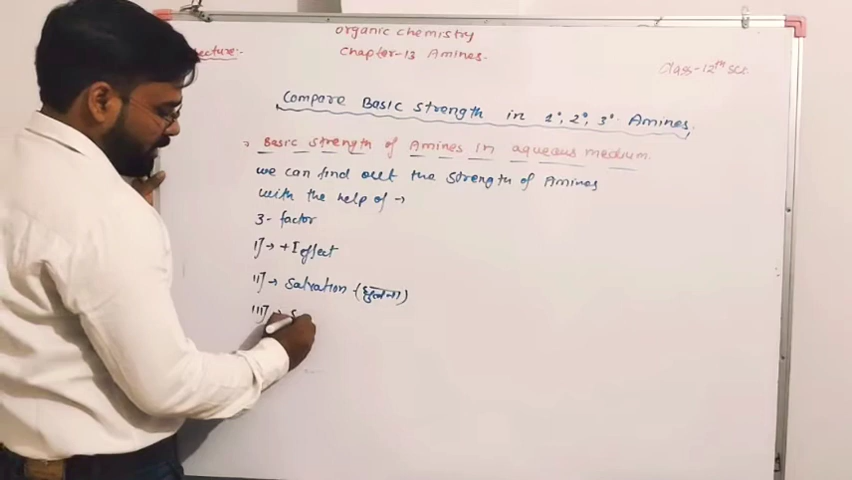 organic chemistry
Lecture:-
Chapter-13 Amines.
Class-12th sci.
Compare Basic strength in 1°, 2°, 3° Amines.
Basic strength of Amines in aqueous medium.
we can find out the strength of Amines
with the help of →
3- factor
I] → +I effect
II] → Salvation (घुलना)
III] → S